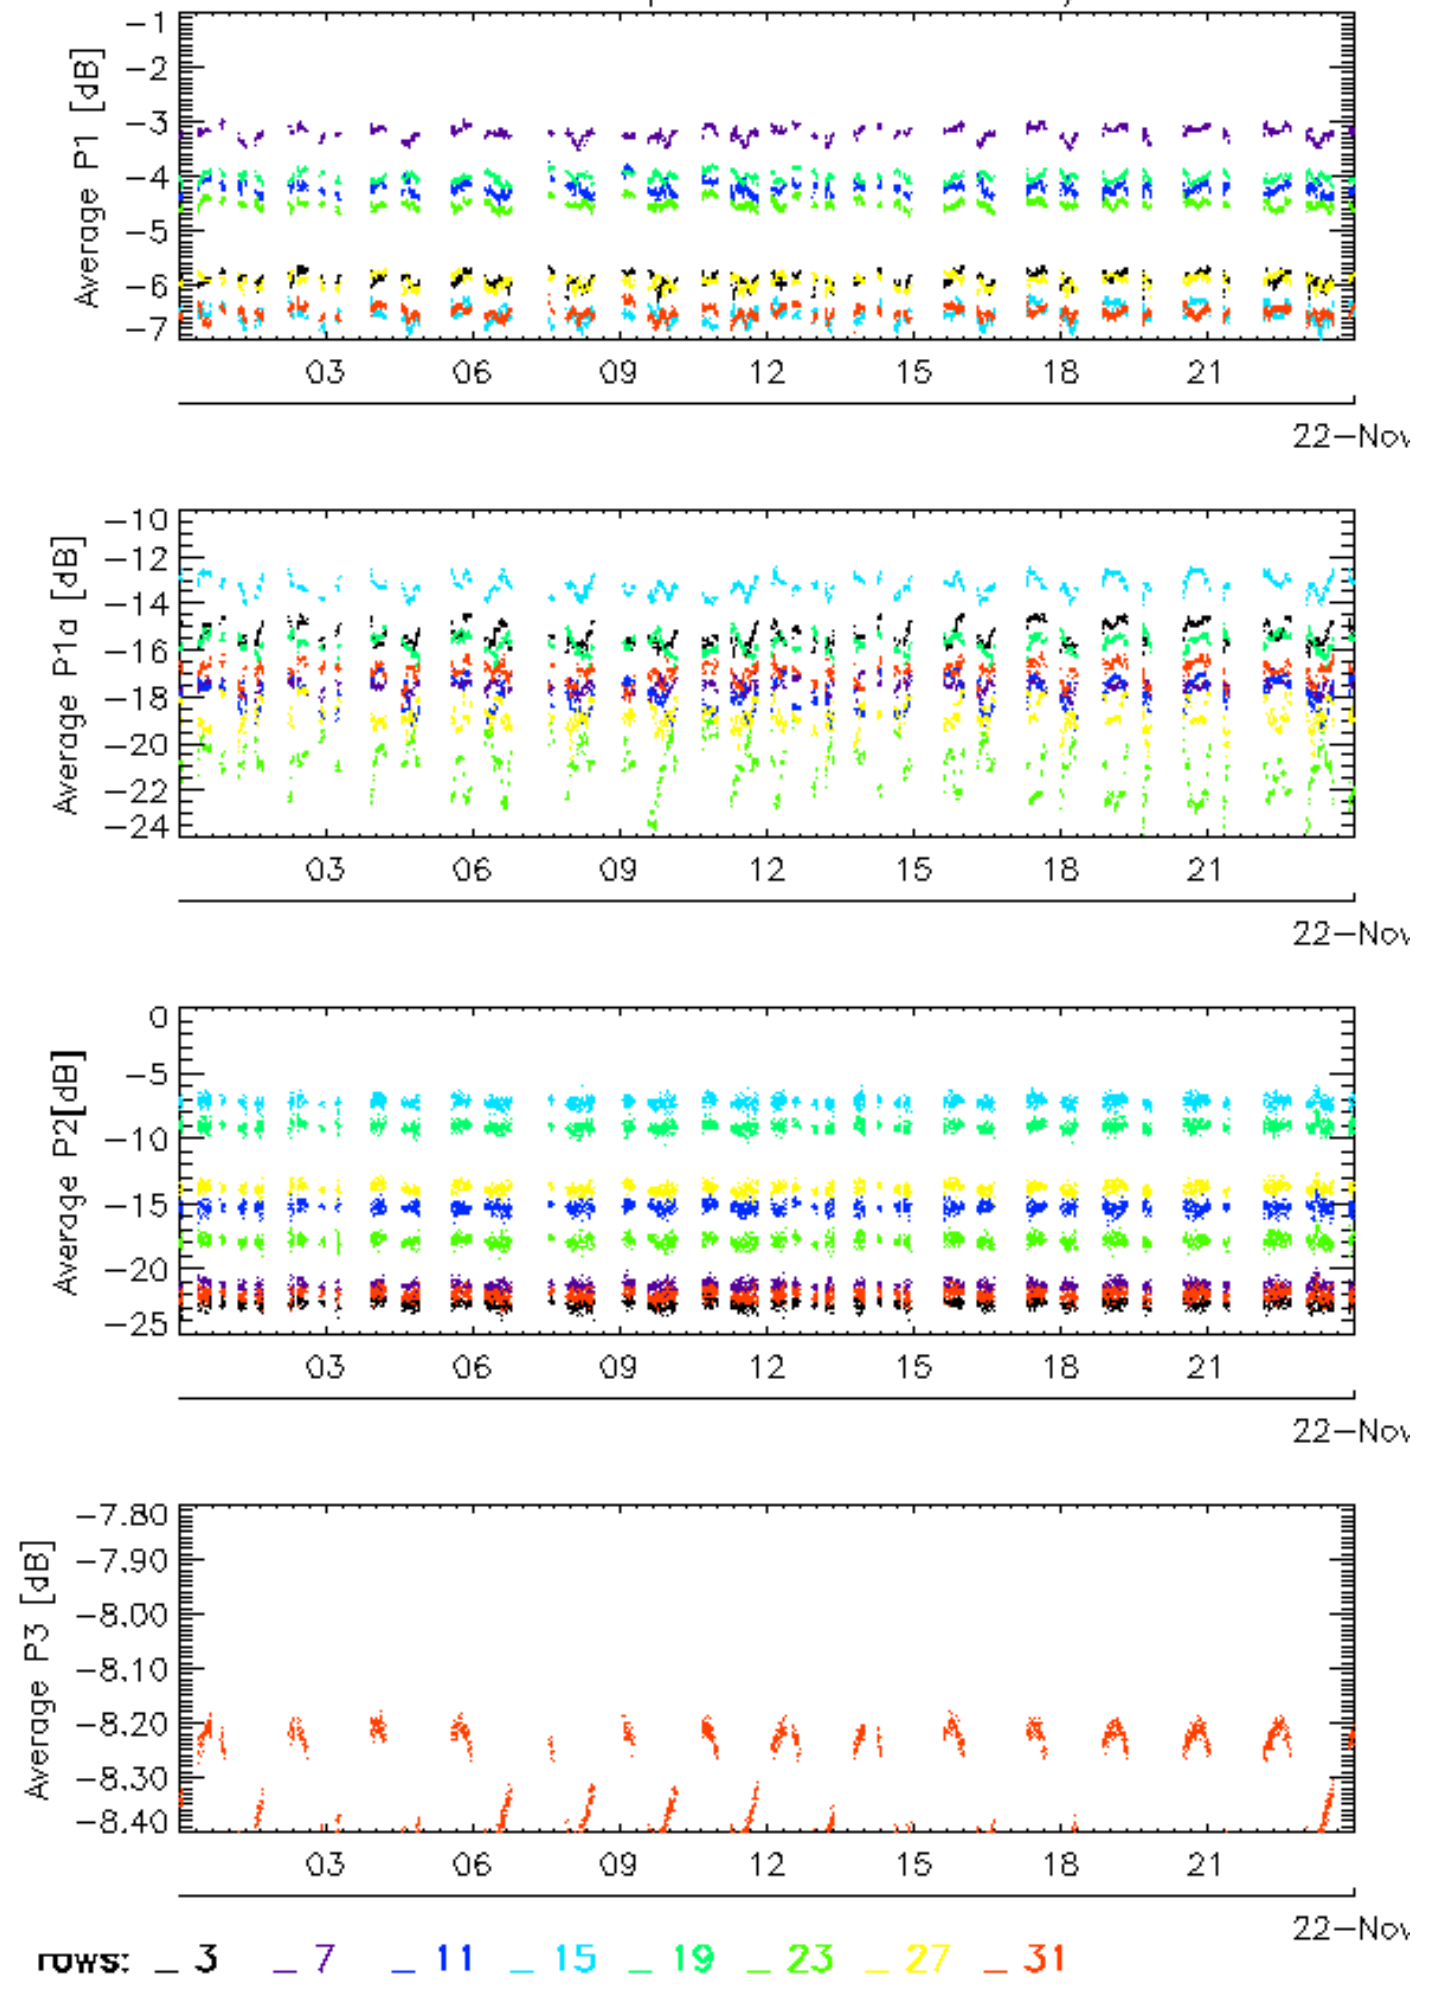 Average P1 [dB]
−1
−2
−3
−4
−5
−6
−7
03 06 09 12 15 18 21
22−Nov
Average P1a [dB]
−10
−12
−14
−16
−18
−20
−22
−24
03 06 09 12 15 18 21
22−Nov
Average P2[dB]
0
−5
−10
−15
−20
−25
03 06 09 12 15 18 21
22−Nov
Average P3 [dB]
−7.80
−7.90
−8.00
−8.10
−8.20
−8.30
−8.40
03 06 09 12 15 18 21
22−Nov
rows: _ 3 _ 7 _ 11 _ 15 _ 19 _ 23 _ 27 _ 31